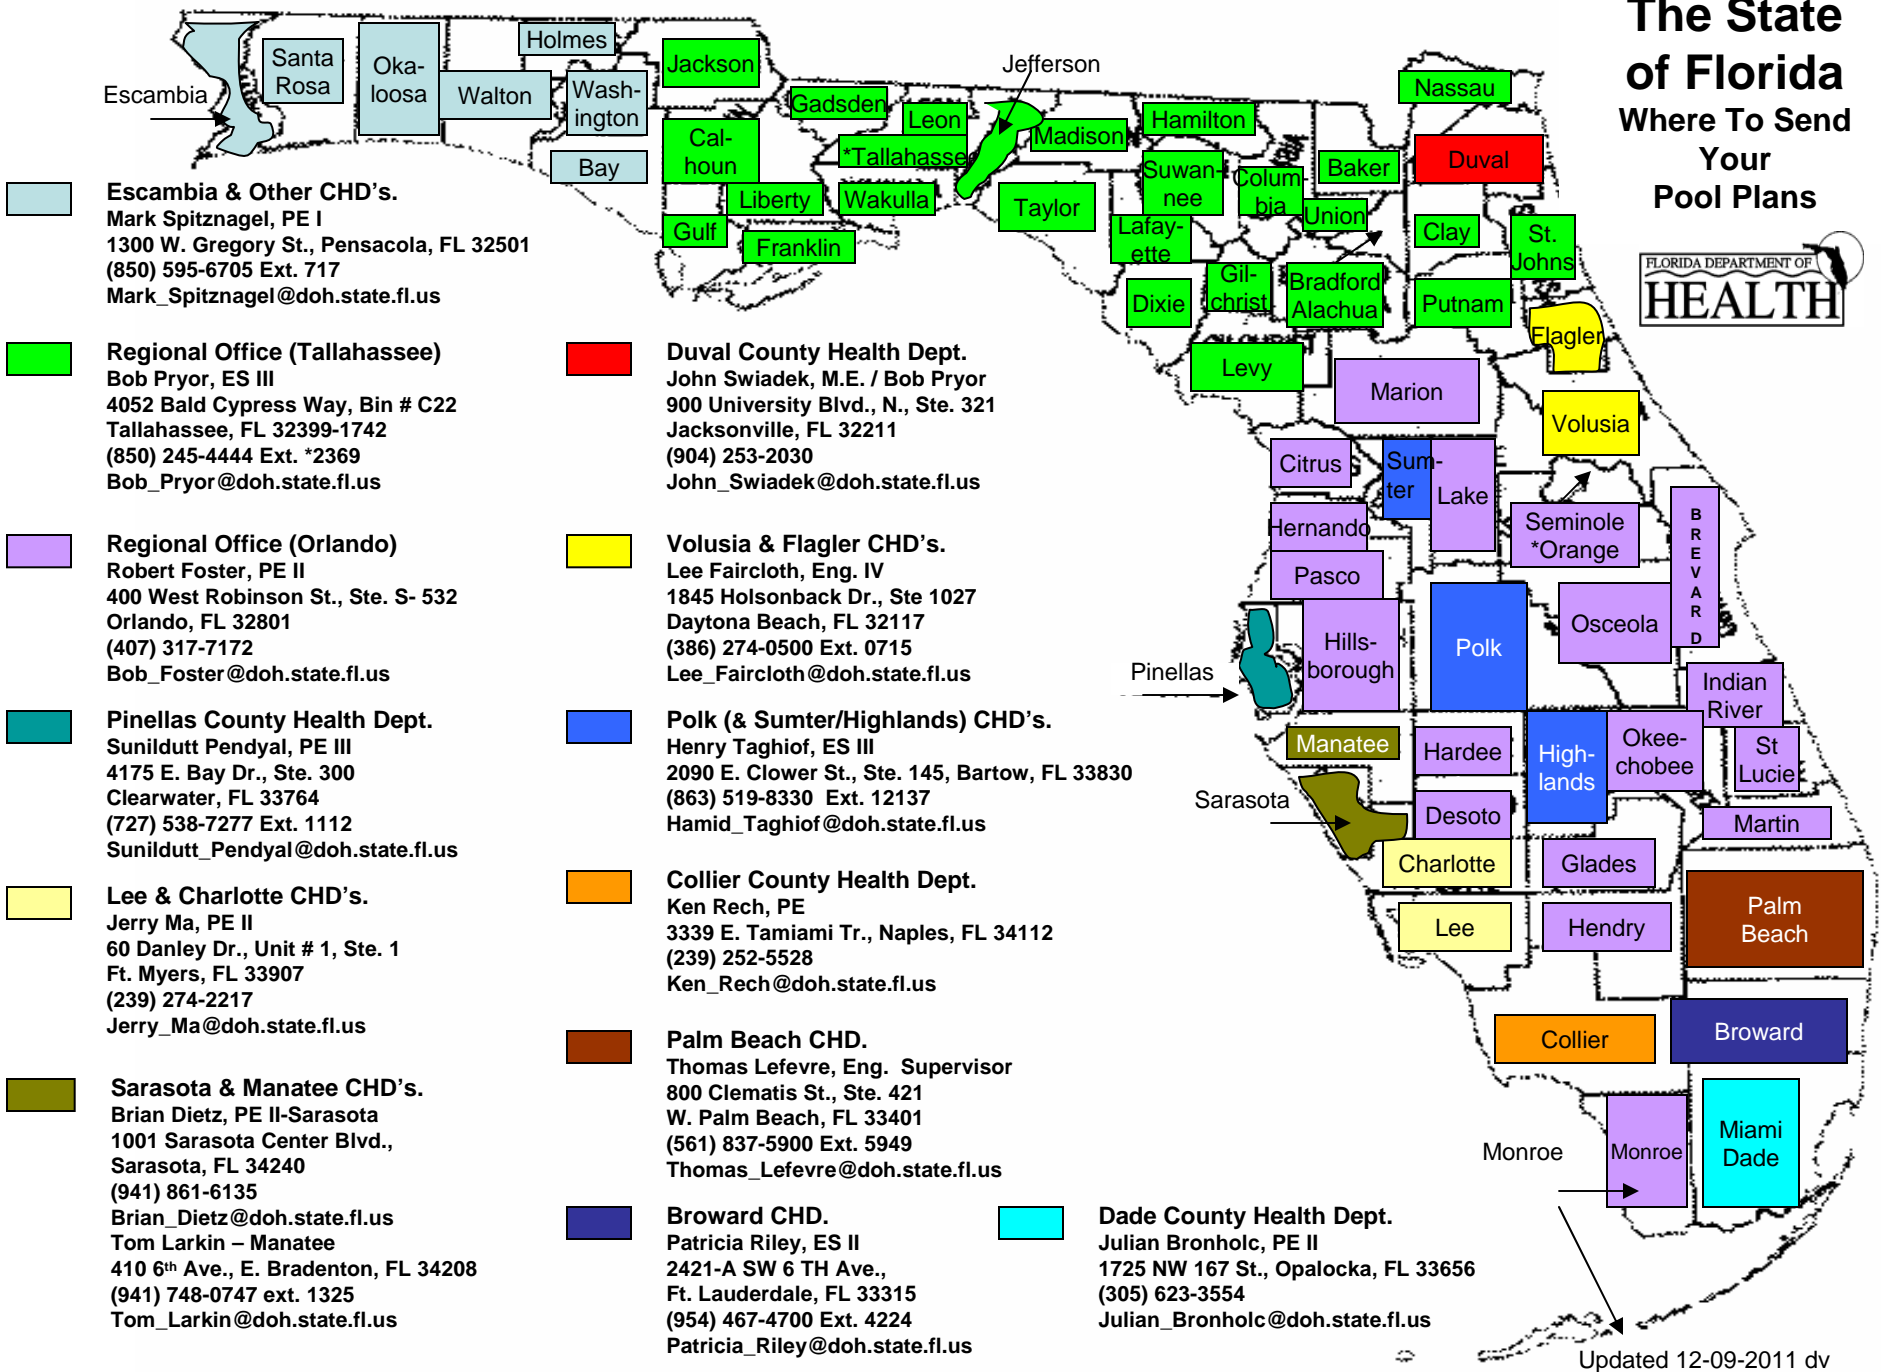 The State
of Florida
Where To Send
Your
Pool Plans
FLORIDA DEPARTMENT OF
HEALTH
Escambia
Santa
Rosa
Oka-
loosa
Walton
Holmes
Wash-
ington
Bay
Jackson
Cal-
houn
Gulf
Liberty
Franklin
Gadsden
Leon
*Tallahassee
Wakulla
Jefferson
Madison
Taylor
Hamilton
Suwan-
nee
Lafay-
ette
Dixie
Colum-
bia
Gil-
christ
Baker
Union
Bradford
Alachua
Levy
Nassau
Duval
Clay
St.
Johns
Putnam
Flagler
Marion
Volusia
Citrus
Sum-
ter
Lake
Hernando
Pasco
Seminole
*Orange
B
R
E
V
A
R
D
Osceola
Pinellas
Hills-
borough
Polk
Indian
River
Manatee
Hardee
High-
lands
Okee-
chobee
St
Lucie
Sarasota
Desoto
Martin
Charlotte
Glades
Lee
Hendry
Palm
Beach
Collier
Broward
Monroe
Monroe
Miami
Dade
Escambia & Other CHD's.
Mark Spitznagel, PE I
1300 W. Gregory St., Pensacola, FL 32501
(850) 595-6705 Ext. 717
Mark_Spitznagel@doh.state.fl.us
Regional Office (Tallahassee)
Bob Pryor, ES III
4052 Bald Cypress Way, Bin # C22
Tallahassee, FL 32399-1742
(850) 245-4444 Ext. *2369
Bob_Pryor@doh.state.fl.us
Regional Office (Orlando)
Robert Foster, PE II
400 West Robinson St., Ste. S- 532
Orlando, FL 32801
(407) 317-7172
Bob_Foster@doh.state.fl.us
Pinellas County Health Dept.
Sunildutt Pendyal, PE III
4175 E. Bay Dr., Ste. 300
Clearwater, FL 33764
(727) 538-7277 Ext. 1112
Sunildutt_Pendyal@doh.state.fl.us
Lee & Charlotte CHD's.
Jerry Ma, PE II
60 Danley Dr., Unit # 1, Ste. 1
Ft. Myers, FL 33907
(239) 274-2217
Jerry_Ma@doh.state.fl.us
Sarasota & Manatee CHD's.
Brian Dietz, PE II-Sarasota
1001 Sarasota Center Blvd.,
Sarasota, FL 34240
(941) 861-6135
Brian_Dietz@doh.state.fl.us
Tom Larkin – Manatee
410 6th Ave., E. Bradenton, FL 34208
(941) 748-0747 ext. 1325
Tom_Larkin@doh.state.fl.us
Duval County Health Dept.
John Swiadek, M.E. / Bob Pryor
900 University Blvd., N., Ste. 321
Jacksonville, FL 32211
(904) 253-2030
John_Swiadek@doh.state.fl.us
Volusia & Flagler CHD's.
Lee Faircloth, Eng. IV
1845 Holsonback Dr., Ste 1027
Daytona Beach, FL 32117
(386) 274-0500 Ext. 0715
Lee_Faircloth@doh.state.fl.us
Polk (& Sumter/Highlands) CHD's.
Henry Taghiof, ES III
2090 E. Clower St., Ste. 145, Bartow, FL 33830
(863) 519-8330 Ext. 12137
Hamid_Taghiof@doh.state.fl.us
Collier County Health Dept.
Ken Rech, PE
3339 E. Tamiami Tr., Naples, FL 34112
(239) 252-5528
Ken_Rech@doh.state.fl.us
Palm Beach CHD.
Thomas Lefevre, Eng. Supervisor
800 Clematis St., Ste. 421
W. Palm Beach, FL 33401
(561) 837-5900 Ext. 5949
Thomas_Lefevre@doh.state.fl.us
Broward CHD.
Patricia Riley, ES II
2421-A SW 6 TH Ave.,
Ft. Lauderdale, FL 33315
(954) 467-4700 Ext. 4224
Patricia_Riley@doh.state.fl.us
Dade County Health Dept.
Julian Bronholc, PE II
1725 NW 167 St., Opalocka, FL 33656
(305) 623-3554
Julian_Bronholc@doh.state.fl.us
Updated 12-09-2011 dv